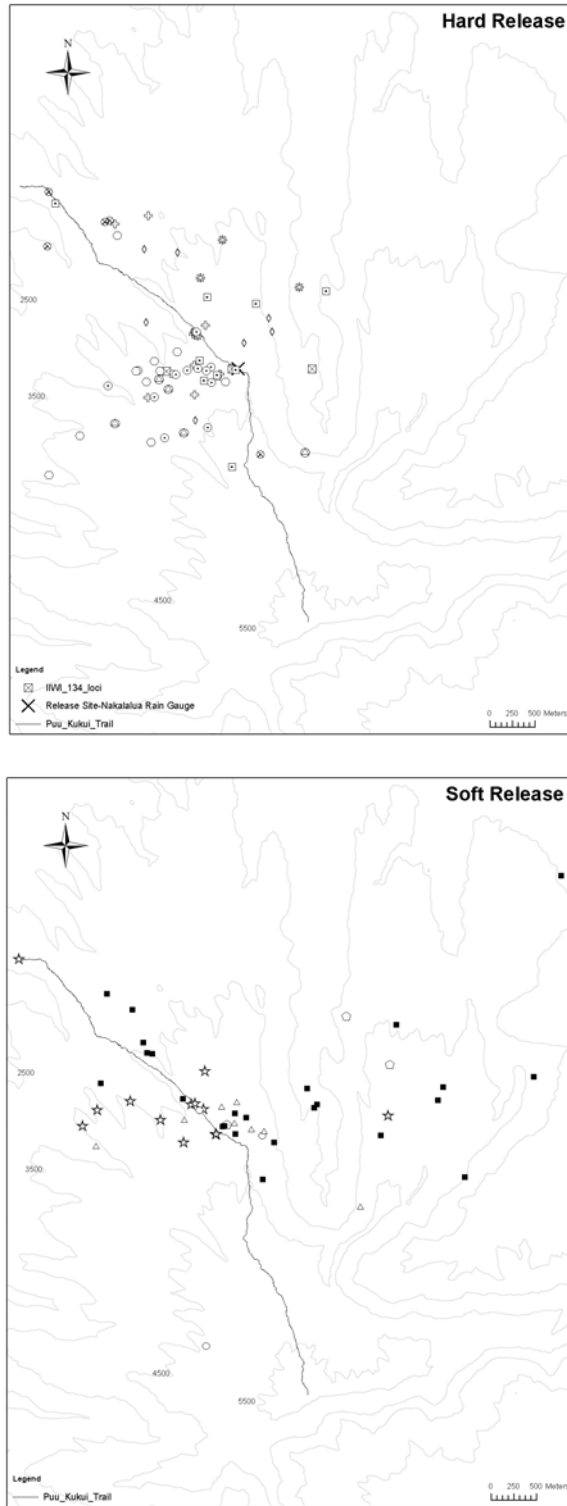 Hard Release
N
2500
3500
4500
5500
Legend
IIWI_134_loci
Release Site-Nakalalua Rain Gauge
Puu_Kukui_Trail
0 250 500 Meters
Soft Release
N
2500
3500
4500
5500
Legend
Puu_Kukui_Trail
0 250 500 Meters